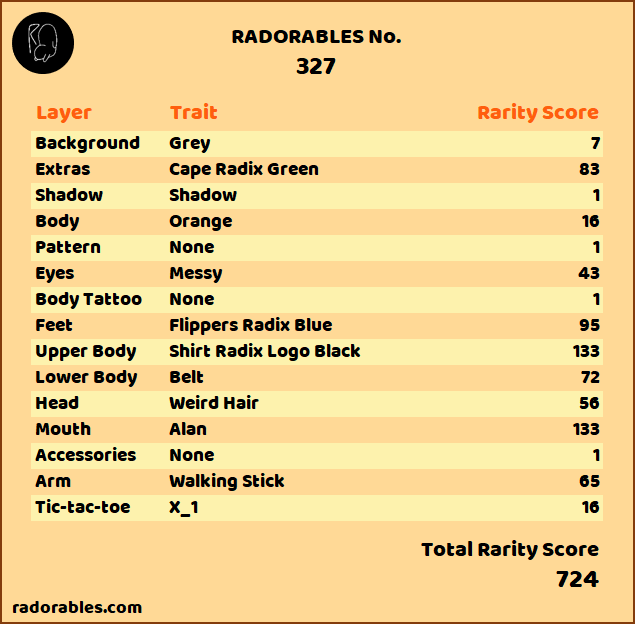 RADORABLES No.
327
Layer Trait Rarity Score
Background Grey 7
Extras Cape Radix Green 83
Shadow Shadow 1
Body Orange 16
Pattern None 1
Eyes Messy 43
Body Tattoo None 1
Feet Flippers Radix Blue 95
Upper Body Shirt Radix Logo Black 133
Lower Body Belt 72
Head Weird Hair 56
Mouth Alan 133
Accessories None 1
Arm Walking Stick 65
Tic-tac-toe X_1 16
Total Rarity Score
724
radorables.com